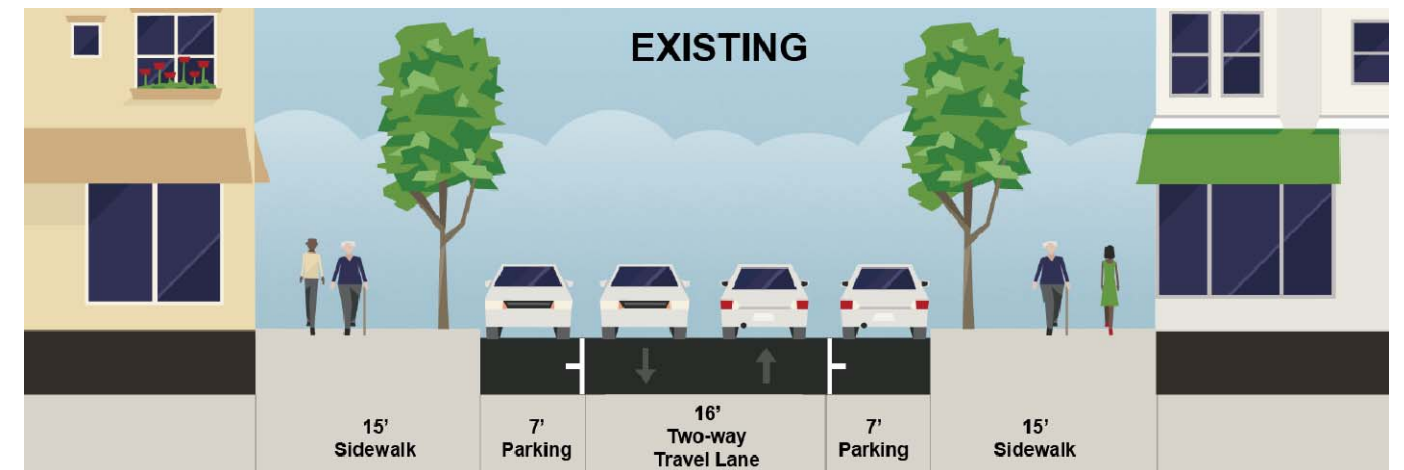 EXISTING
15’
Sidewalk
7’
Parking
16’
Two-way
Travel Lane
7’
Parking
15’
Sidewalk